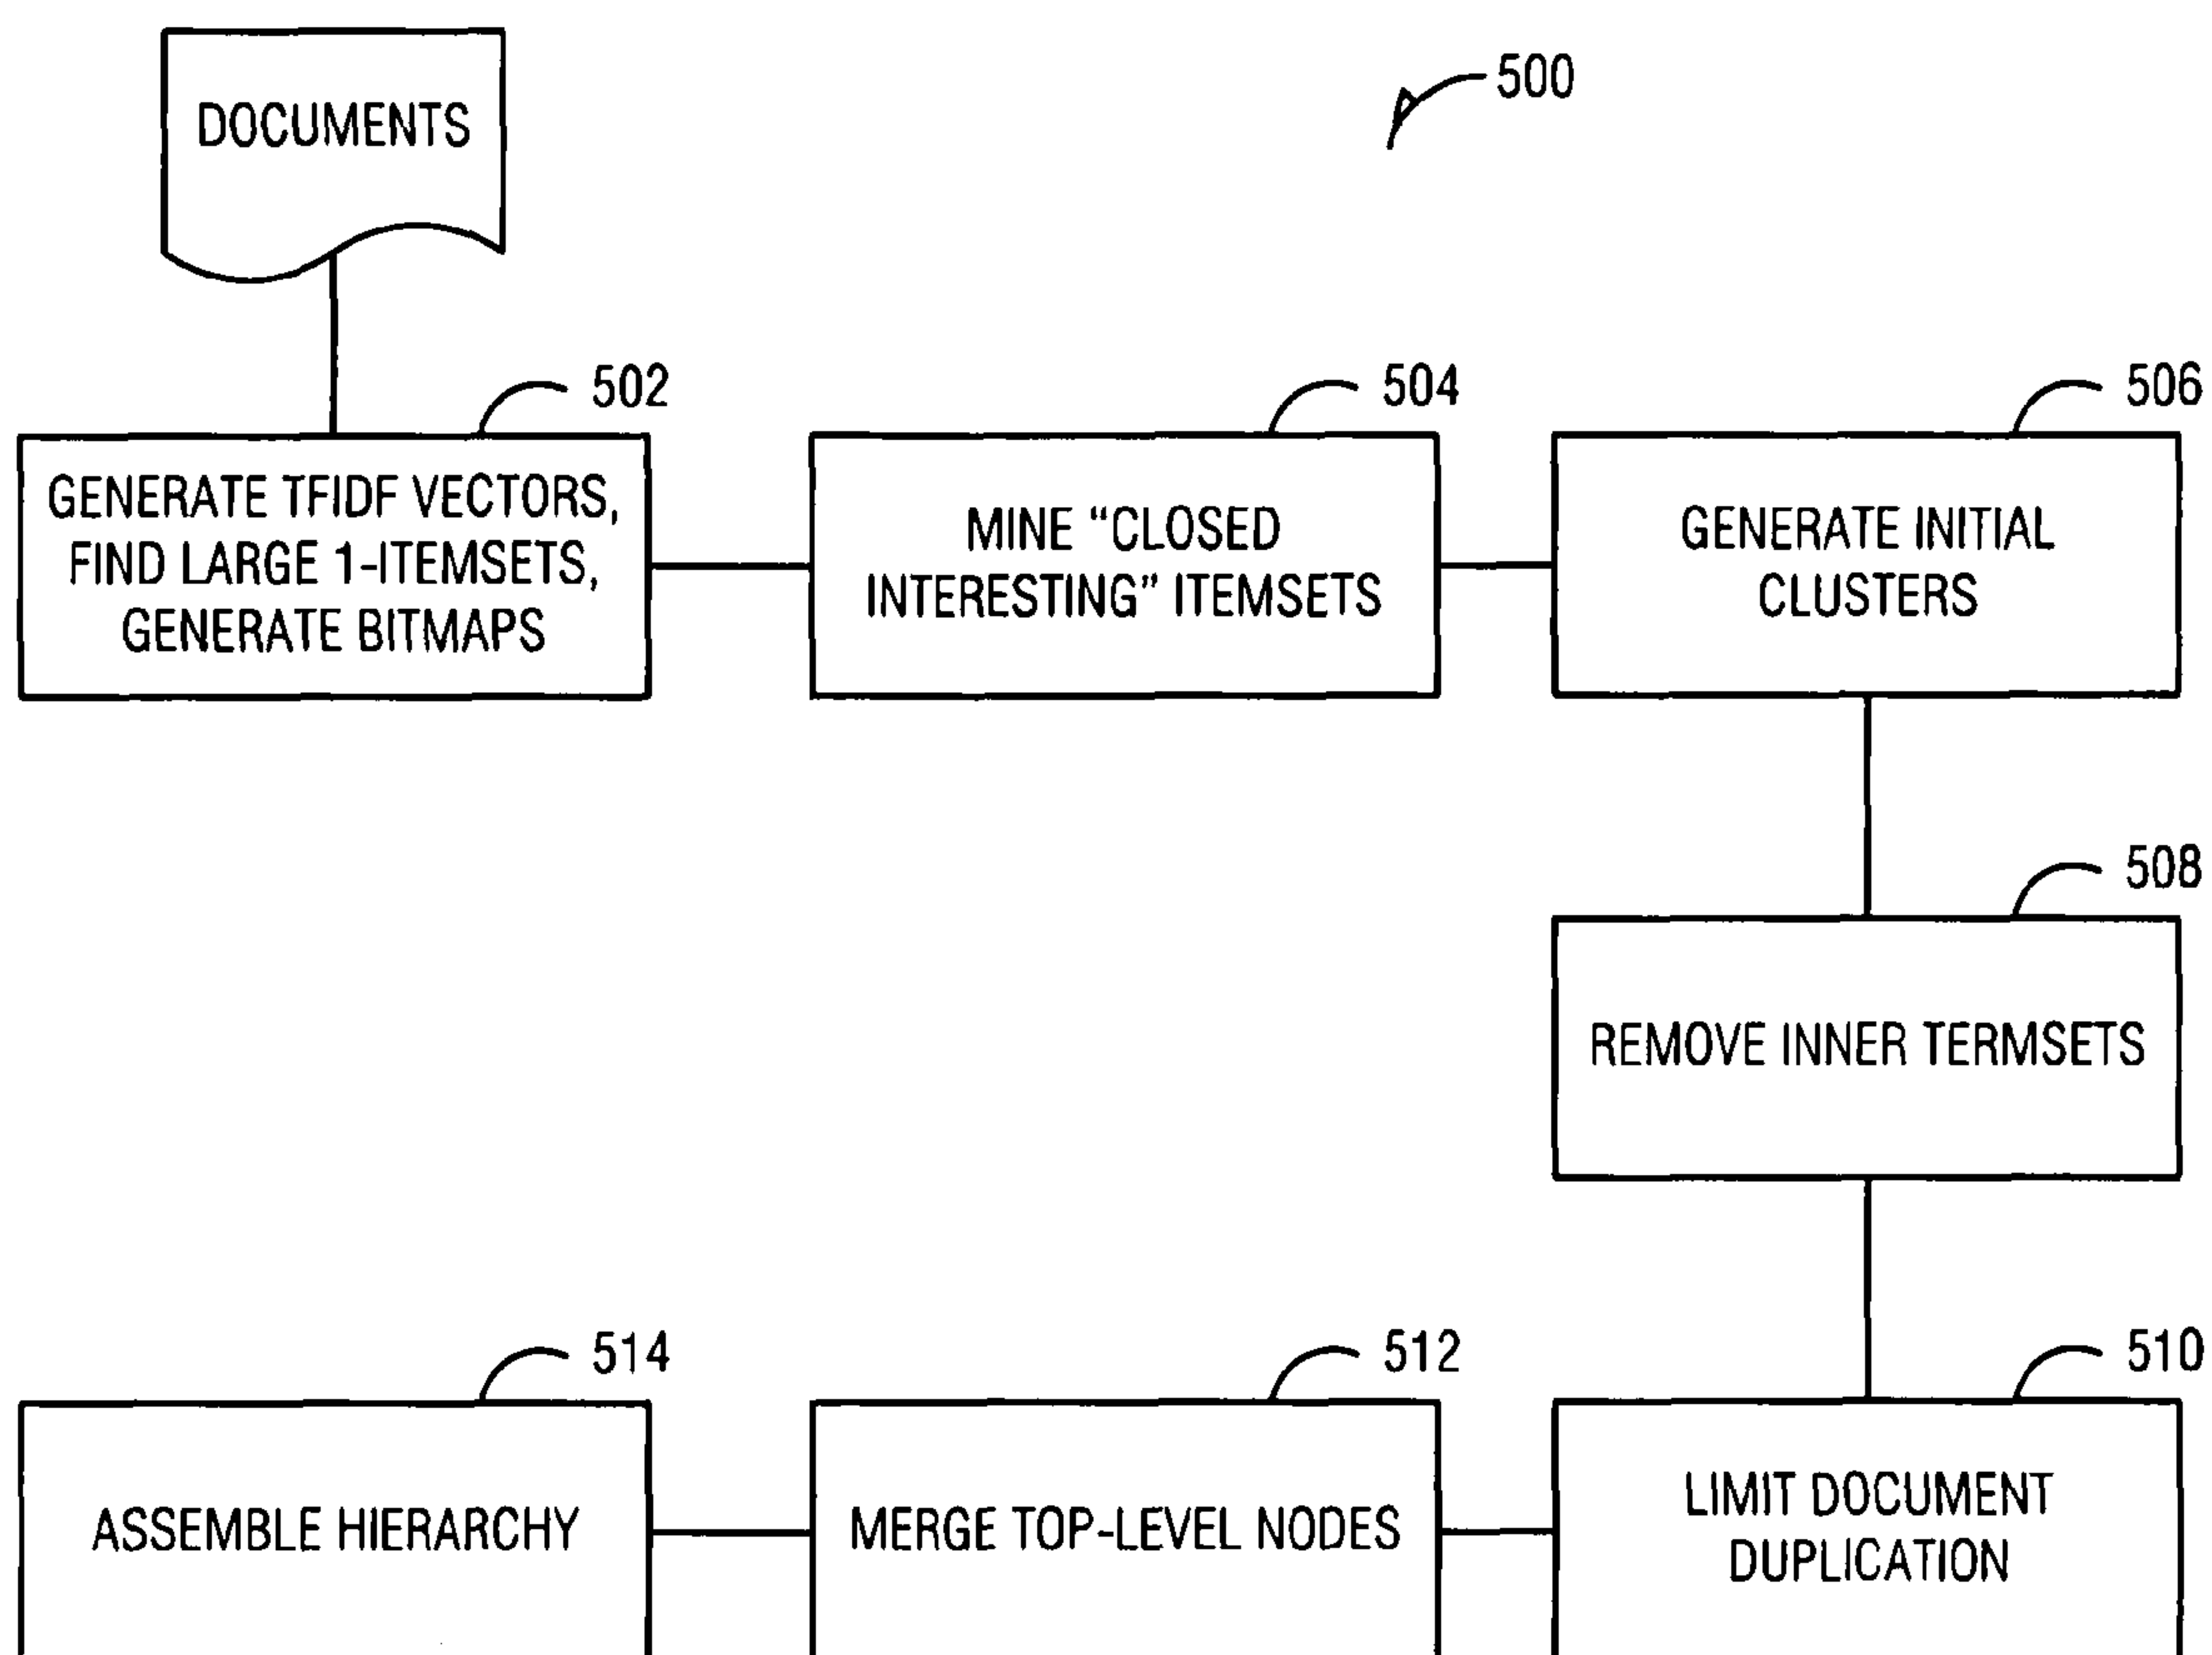 DOCUMENTS
500
502
GENERATE TFIDF VECTORS,
FIND LARGE 1-ITEMSETS,
GENERATE BITMAPS
504
MINE “CLOSED
INTERESTING” ITEMSETS
506
GENERATE INITIAL
CLUSTERS
508
REMOVE INNER TERMSETS
510
LIMIT DOCUMENT
DUPLICATION
512
MERGE TOP-LEVEL NODES
514
ASSEMBLE HIERARCHY